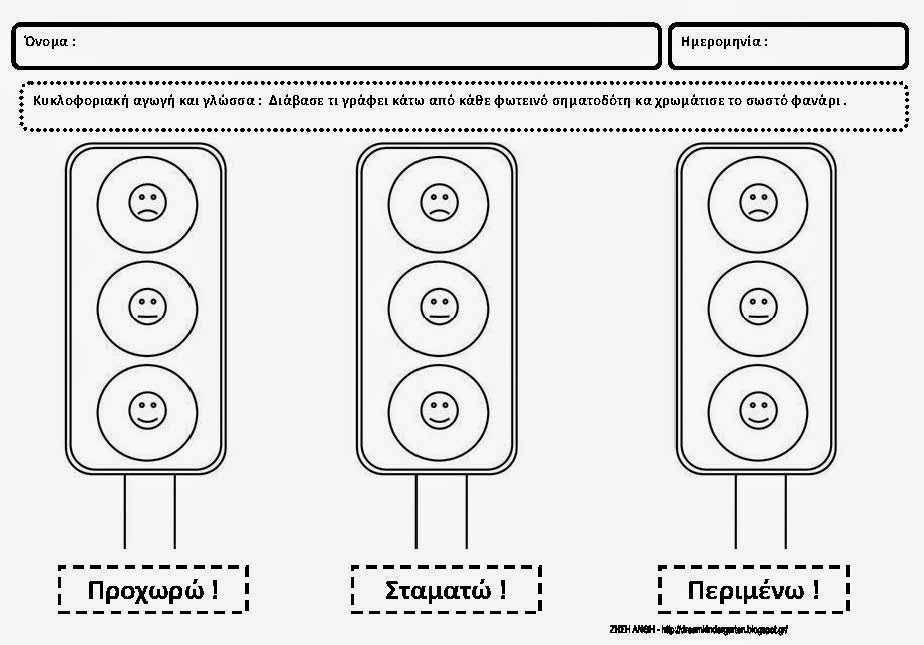 Όνομα :
Ημερομηνία :
Κυκλοφοριακή αγωγή και γλώσσα : Διάβασε τι γράφει κάτω από κάθε φωτεινό σηματοδότη κα χρωμάτισε το σωστό φανάρι .
Προχωρώ !
Σταματώ !
Περιμένω !
ΖΗΣΗ ΑΝΘΗ - http://dreamkindergarten.blogspot.gr/